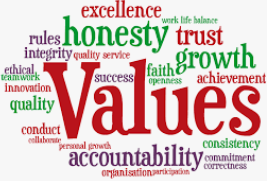 excellence
work life balance
rules honesty trust
integrity quality service growth
ethical success faith achievement
teamwork openness
innovation Values
quality
conduct consistency
collaborate accountability commitment
personal growth correctness
organisation participation